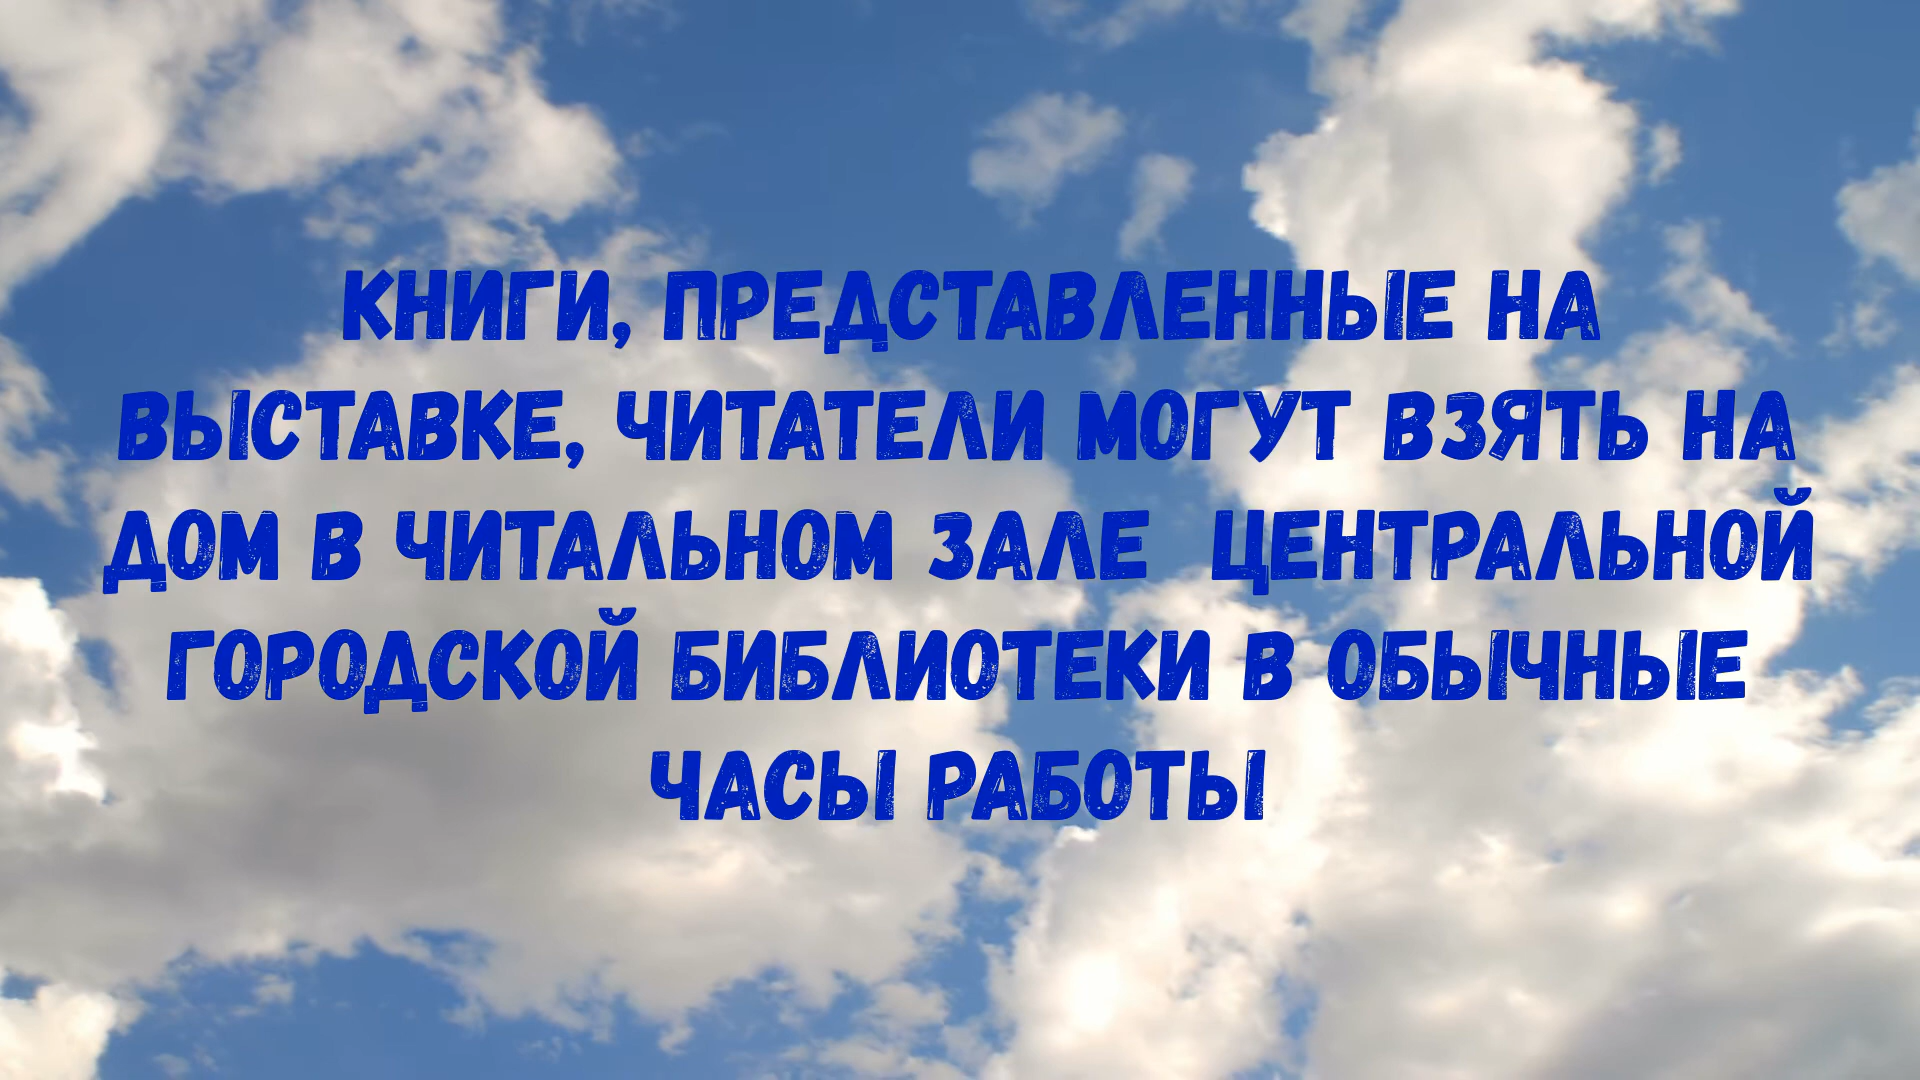 КНИГИ, ПРЕДСТАВЛЕННЫЕ НА
ВЫСТАВКЕ, ЧИТАТЕЛИ МОГУТ ВЗЯТЬ НА
ДОМ В ЧИТАЛЬНОМ ЗАЛЕ ЦЕНТРАЛЬНОЙ
ГОРОДСКОЙ БИБЛИОТЕКИ В ОБЫЧНЫЕ
ЧАСЫ РАБОТЫ